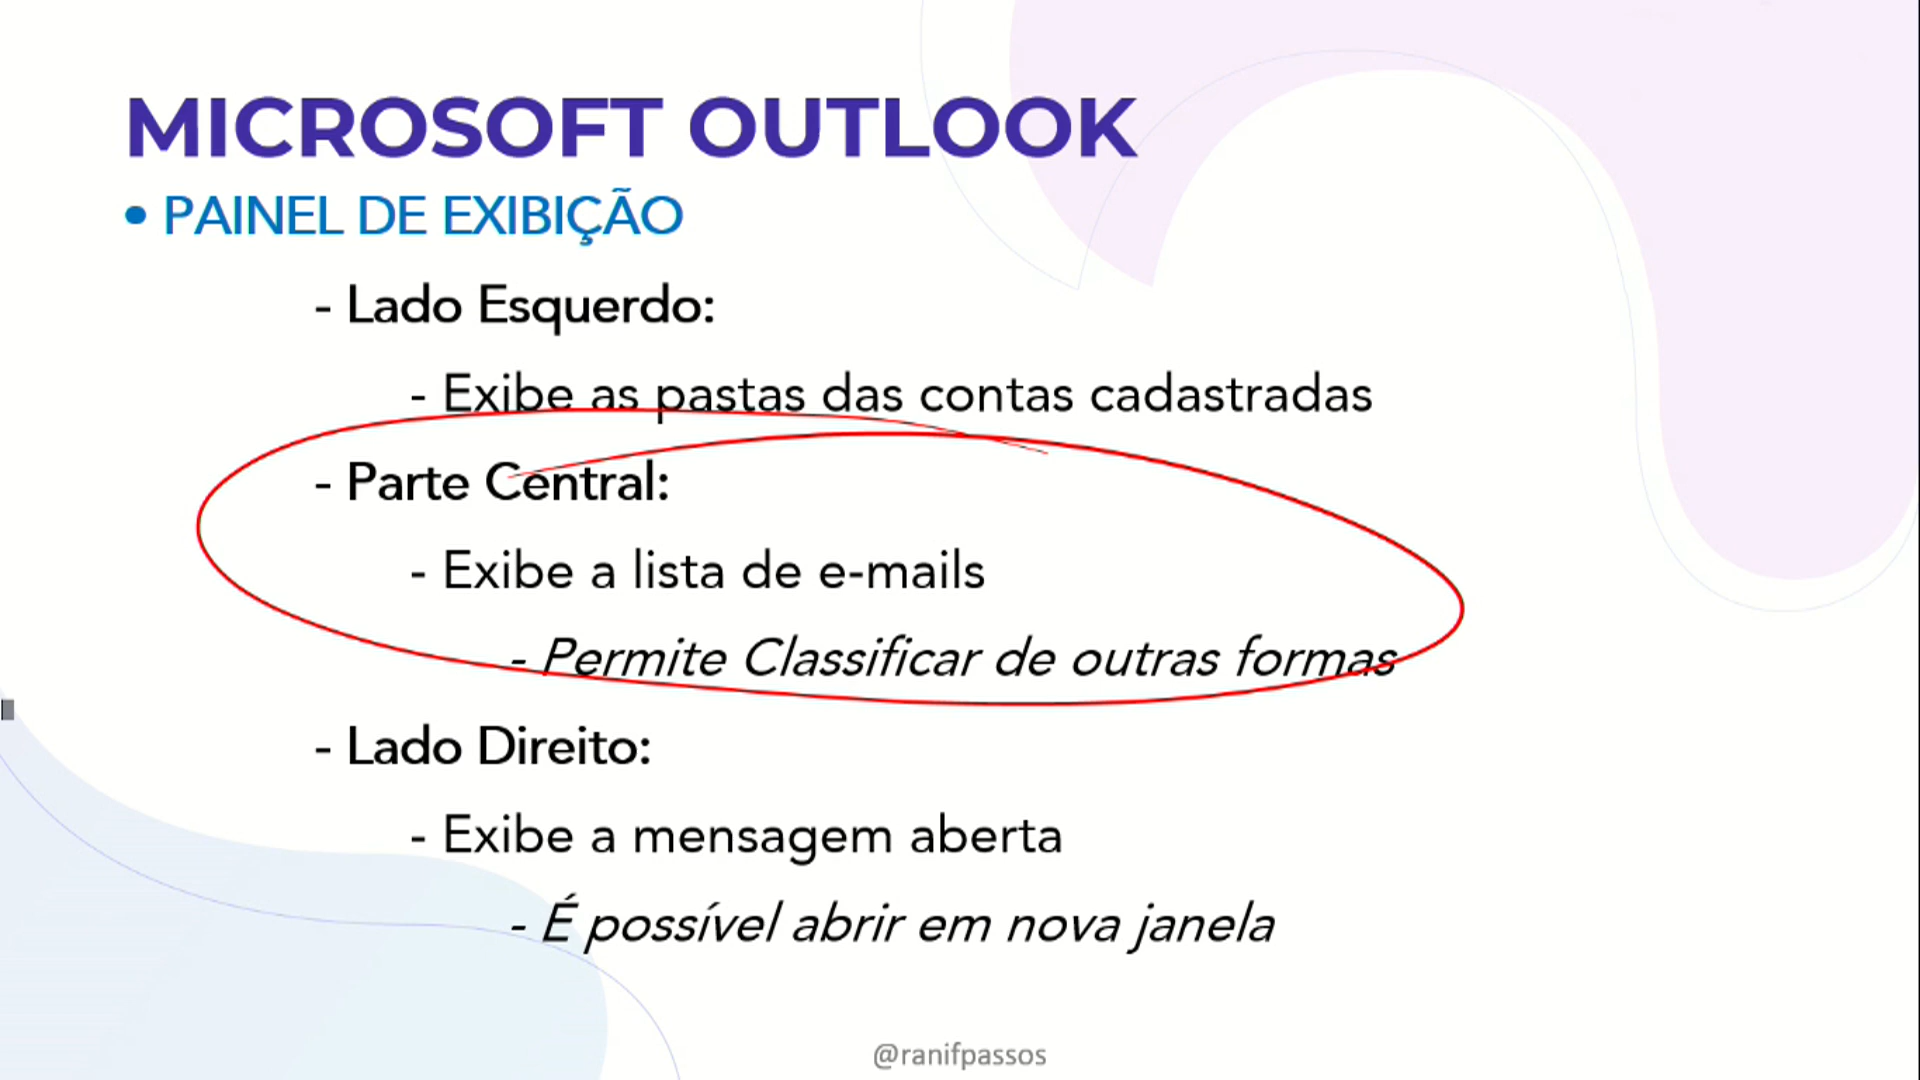 MICROSOFT OUTLOOK
• PAINEL DE EXIBIÇÃO
- Lado Esquerdo:
- Exibe as pastas das contas cadastradas
- Parte Central:
- Exibe a lista de e-mails
- Permite Classificar de outras formas
- Lado Direito:
- Exibe a mensagem aberta
- É possível abrir em nova janela
@ranifpassos